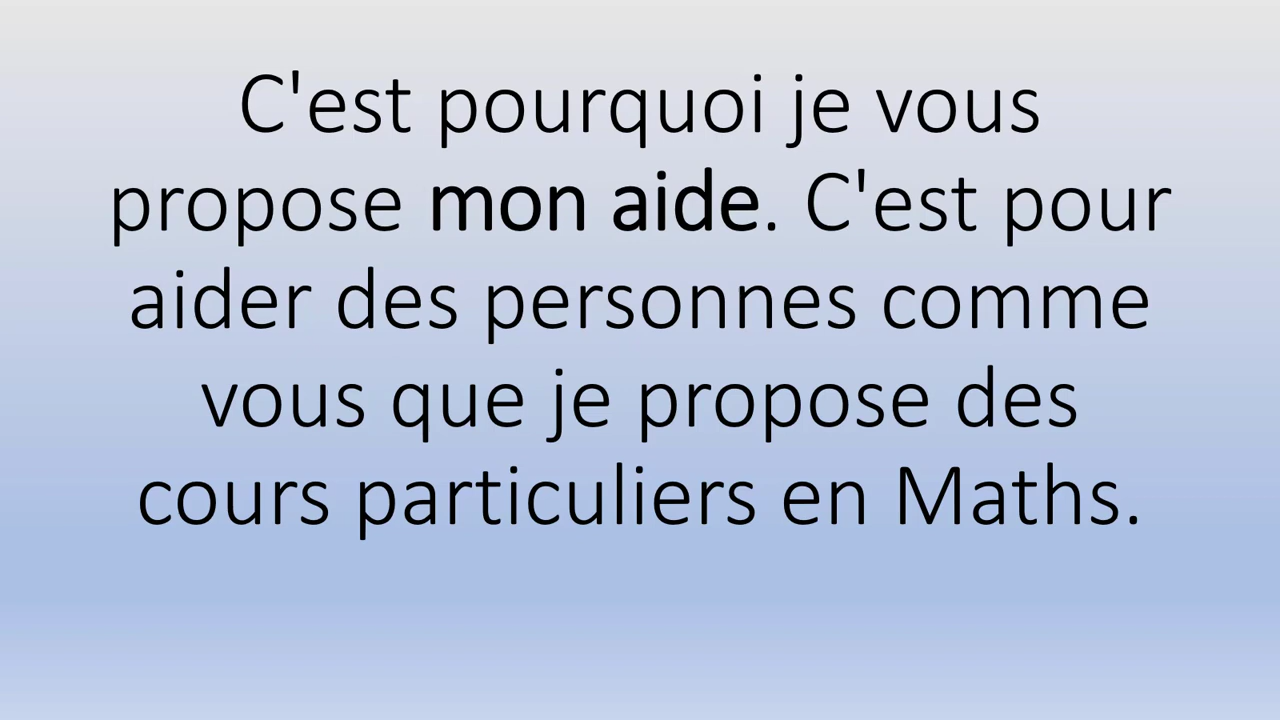 C'est pourquoi je vous
propose mon aide. C'est pour
aider des personnes comme
vous que je propose des
cours particuliers en Maths.